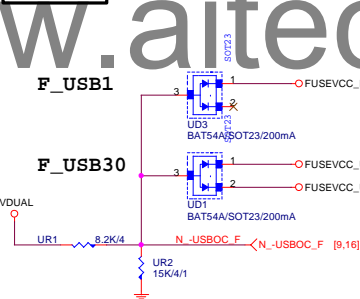 w.aitec
SOT23
F_USB1
3
1
2
FUSEVCC_
UD3
BAT54A/SOT23/200mA
SOT23
F_USB30
3
1
2
FUSEVCC_
FUSEVCC_
UD1
BAT54A/SOT23/200mA
VDUAL
UR1
8.2K/4
N_-USBOC_F
N_-USBOC_F [9,16]
UR2
15K/4/1